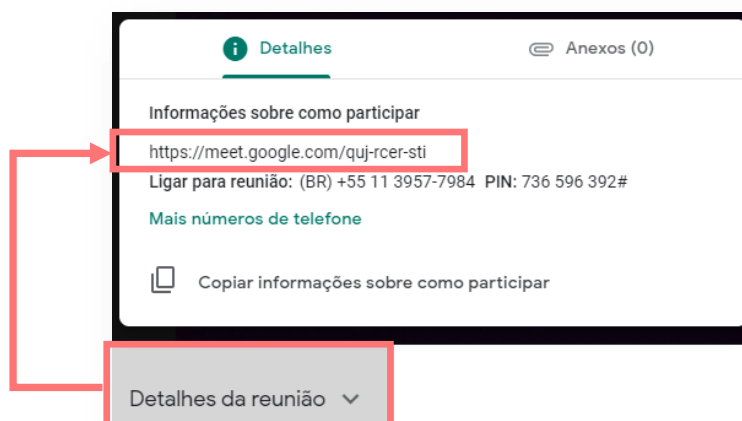 Detalhes Anexos (0)
Informações sobre como participar
https://meet.google.com/quj-rcer-sti
Ligar para reunião: (BR) +55 11 3957-7984 PIN: 736 596 392#
Mais números de telefone
Copiar informações sobre como participar
Detalhes da reunião